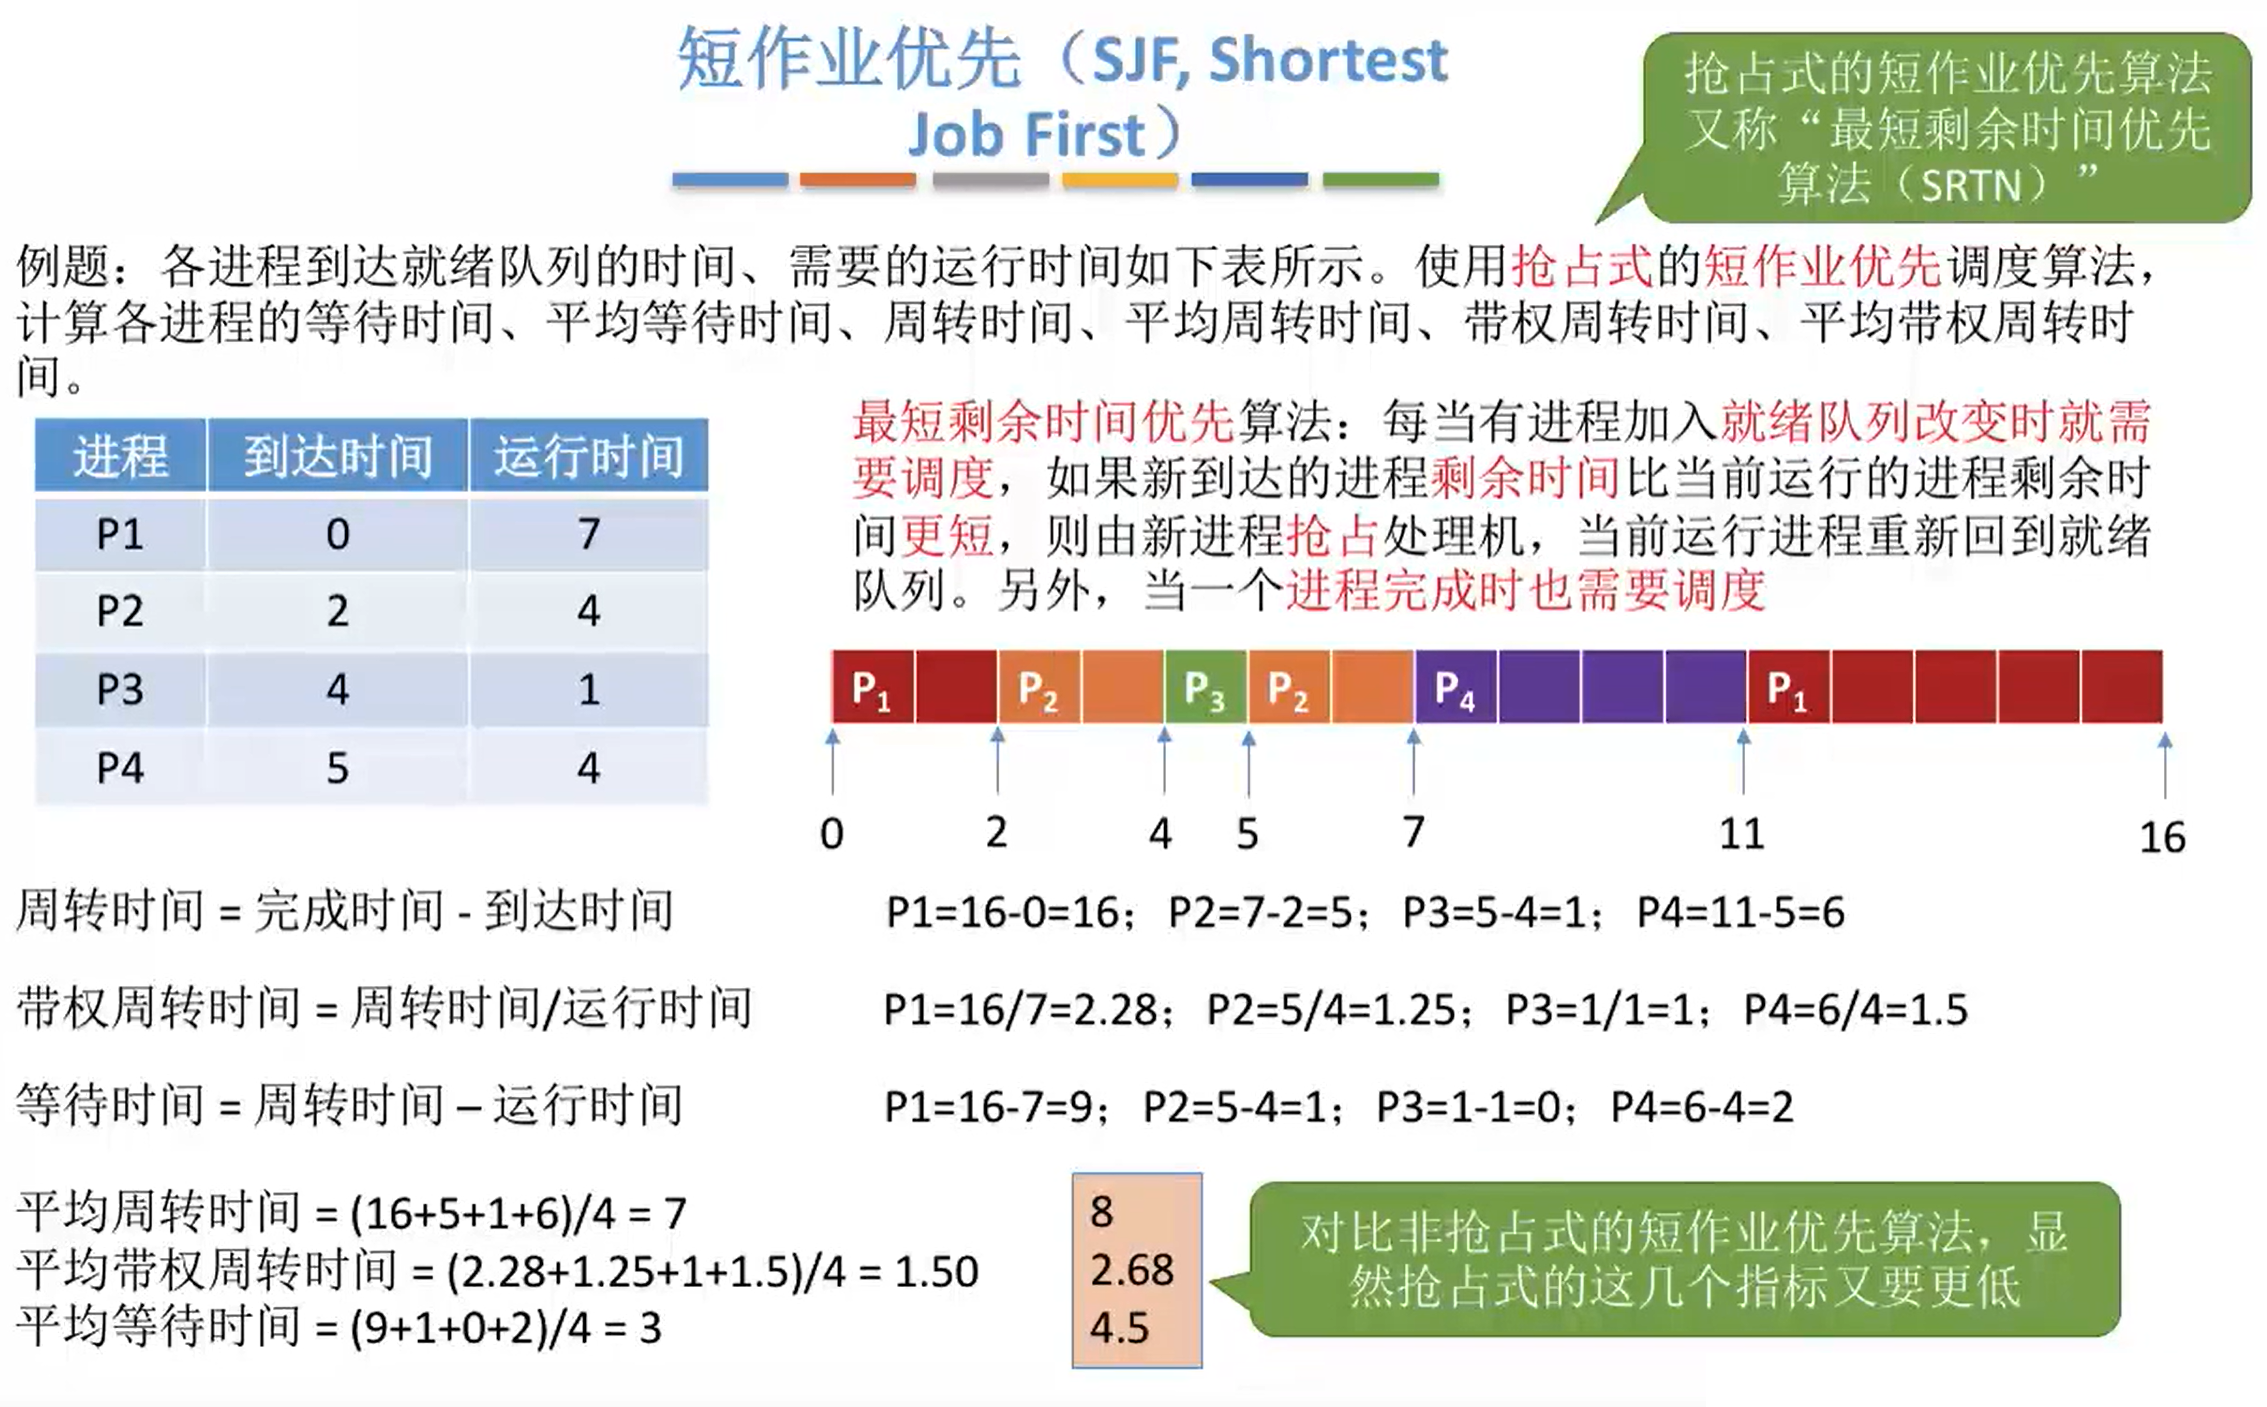 短作业优先（SJF, Shortest
Job First）
抢占式的短作业优先算法
又称“最短剩余时间优先
算法（SRTN）”
例题：各进程到达就绪队列的时间、需要的运行时间如下表所示。使用抢占式的短作业优先调度算法，
计算各进程的等待时间、平均等待时间、周转时间、平均周转时间、带权周转时间、平均带权周转时
间。
进程 到达时间 运行时间
P1 0 7
P2 2 4
P3 4 1
P4 5 4
最短剩余时间优先算法：每当有进程加入就绪队列改变时就需
要调度，如果新到达的进程剩余时间比当前运行的进程剩余时
间更短，则由新进程抢占处理机，当前运行进程重新回到就绪
队列。另外，当一个进程完成时也需要调度
P1 P2 P3 P2 P4 P1
0 2 4 5 7 11 16
周转时间 = 完成时间 - 到达时间 P1=16-0=16；P2=7-2=5；P3=5-4=1；P4=11-5=6
带权周转时间 = 周转时间/运行时间 P1=16/7=2.28；P2=5/4=1.25；P3=1/1=1；P4=6/4=1.5
等待时间 = 周转时间 – 运行时间 P1=16-7=9；P2=5-4=1；P3=1-1=0；P4=6-4=2
平均周转时间 = (16+5+1+6)/4 = 7
平均带权周转时间 = (2.28+1.25+1+1.5)/4 = 1.50
平均等待时间 = (9+1+0+2)/4 = 3
8
2.68
4.5
对比非抢占式的短作业优先算法，显
然抢占式的这几个指标又要更低